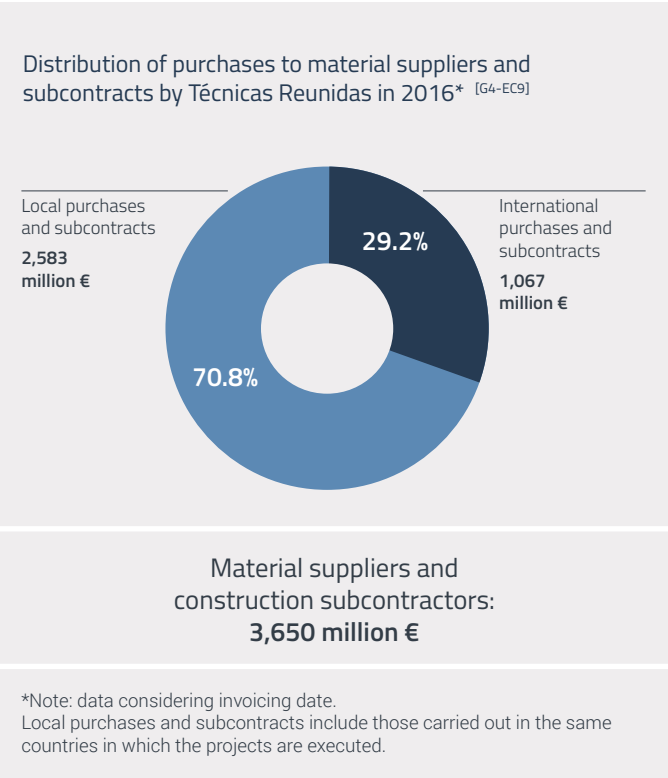 Distribution of purchases to material suppliers and
subcontracts by Técnicas Reunidas in 2016* [G4-EC9]
Local purchases
and subcontracts
2,583
million €
29.2%
International
purchases and
subcontracts
1,067
million €
70.8%
Material suppliers and
construction subcontractors:
3,650 million €
*Note: data considering invoicing date.
Local purchases and subcontracts include those carried out in the same
countries in which the projects are executed.